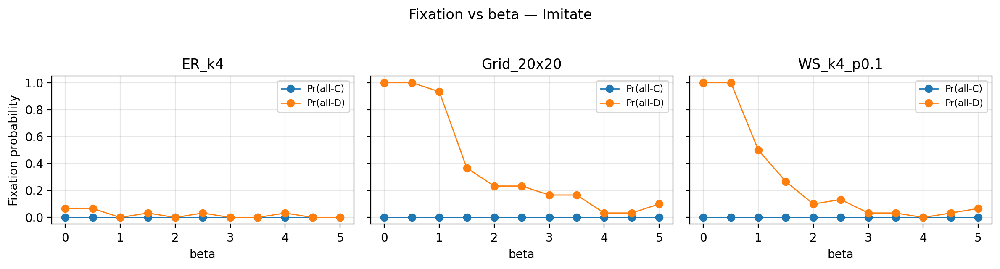 Fixation vs beta — Imitate
ER_k4
Fixation probability
1.0
0.8
0.6
0.4
0.2
0.0
Pr(all-C)
Pr(all-D)
0 1 2 3 4 5
beta
Grid_20x20
Pr(all-C)
Pr(all-D)
0 1 2 3 4 5
beta
WS_k4_p0.1
Pr(all-C)
Pr(all-D)
0 1 2 3 4 5
beta